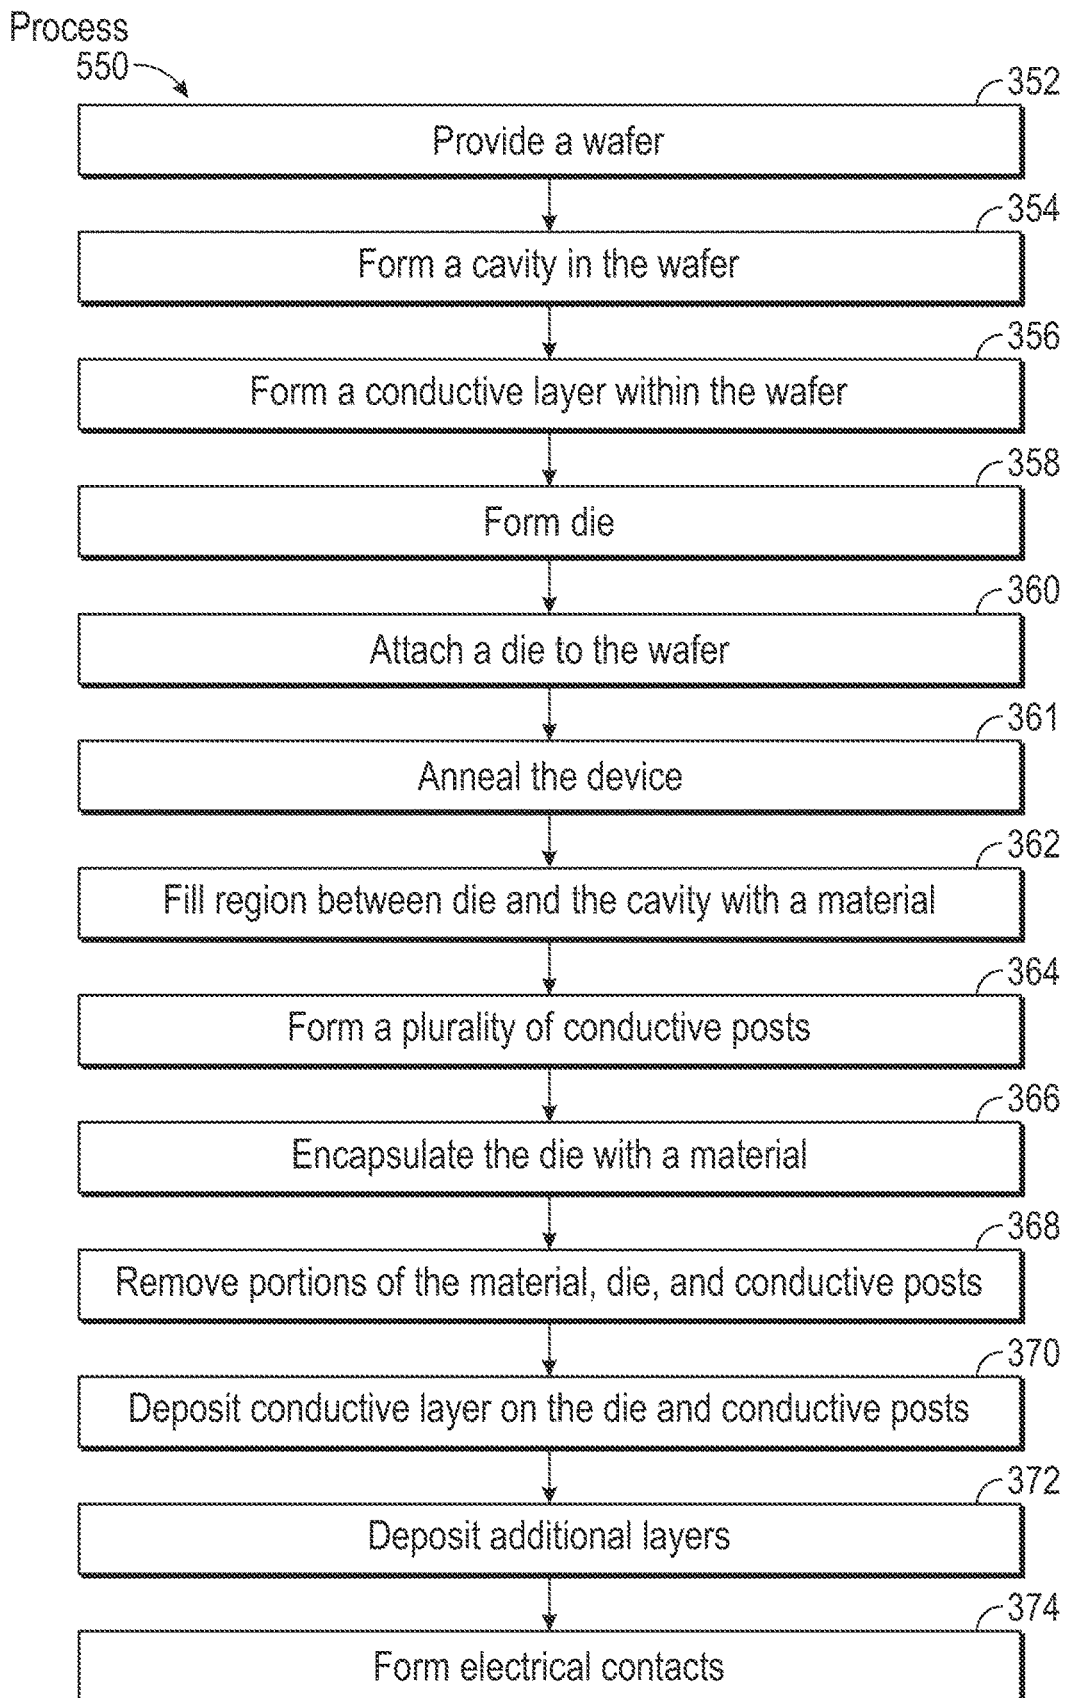 Process
550
352
Provide a wafer
354
Form a cavity in the wafer
356
Form a conductive layer within the wafer
358
Form die
360
Attach a die to the wafer
361
Anneal the device
362
Fill region between die and the cavity with a material
364
Form a plurality of conductive posts
366
Encapsulate the die with a material
368
Remove portions of the material, die, and conductive posts
370
Deposit conductive layer on the die and conductive posts
372
Deposit additional layers
374
Form electrical contacts